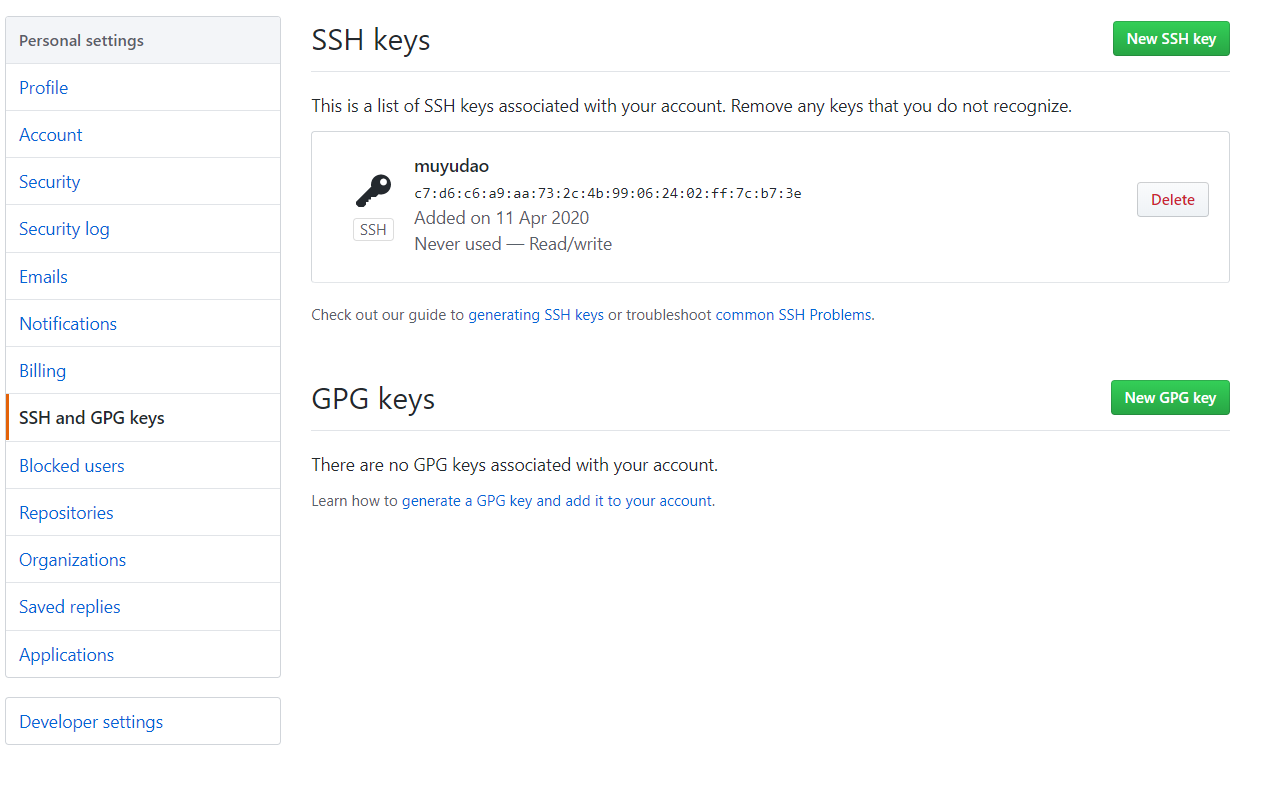 Personal settings
Profile
Account
Security
Security log
Emails
Notifications
Billing
SSH and GPG keys
Blocked users
Repositories
Organizations
Saved replies
Applications
Developer settings
SSH keys
New SSH key
This is a list of SSH keys associated with your account. Remove any keys that you do not recognize.
muyudao
c7:d6:c6:a9:aa:73:2c:4b:99:06:24:02:ff:7c:b7:3e
Added on 11 Apr 2020
Never used — Read/write
SSH
Delete
Check out our guide to generating SSH keys or troubleshoot common SSH Problems.
GPG keys
New GPG key
There are no GPG keys associated with your account.
Learn how to generate a GPG key and add it to your account.